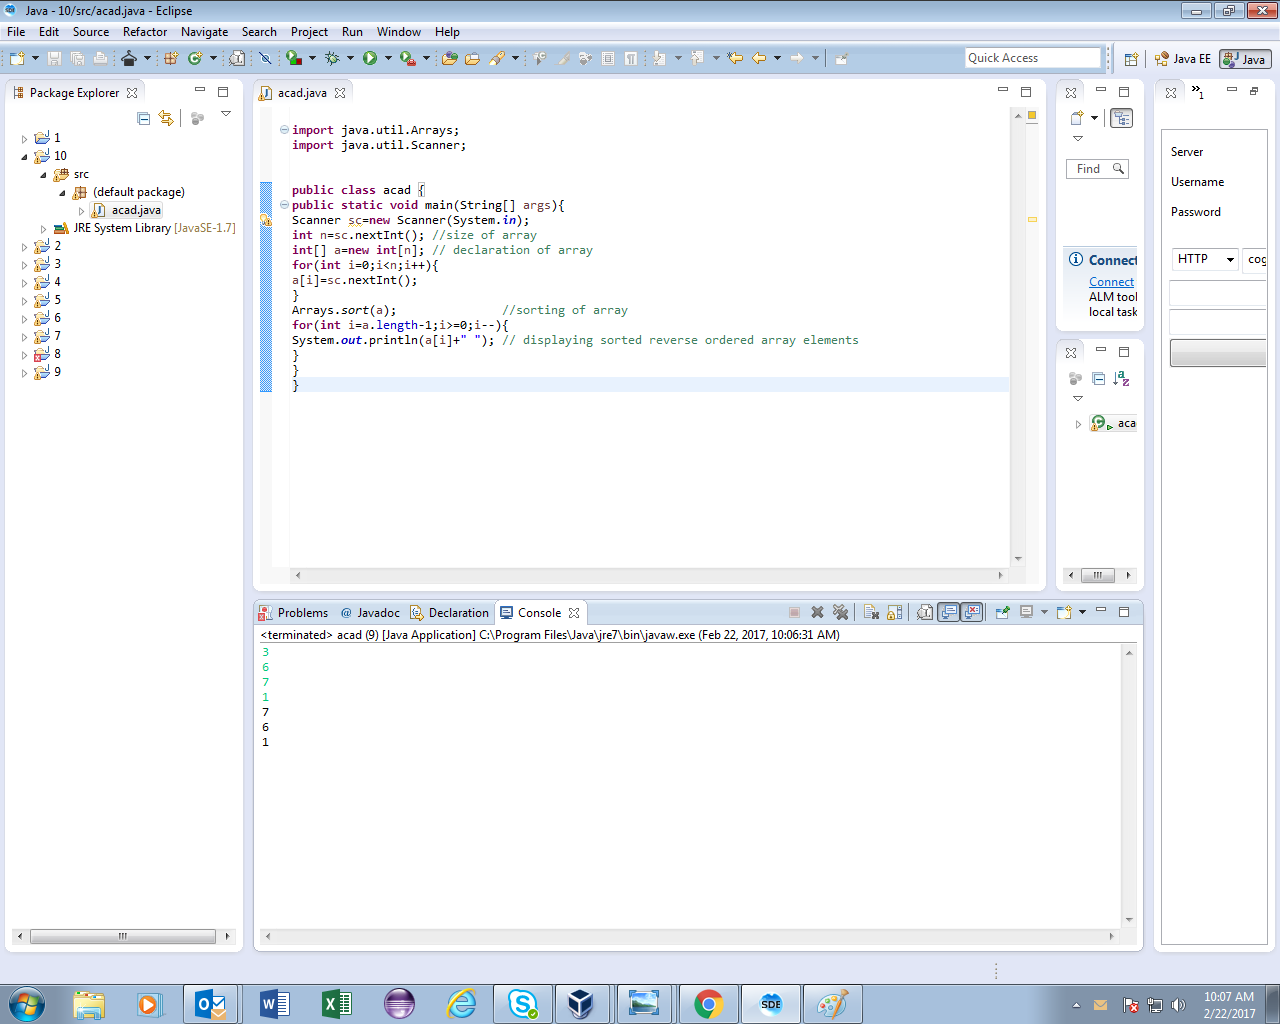 Java - 10/src/acad.java - Eclipse
File Edit Source Refactor Navigate Search Project Run Window Help
Quick Access
Java EE
Java
Package Explorer
1
10
src
(default package)
acad.java
JRE System Library [JavaSE-1.7]
2
3
4
5
6
7
8
9
acad.java
import java.util.Arrays;
import java.util.Scanner;
public class acad {
public static void main(String[] args){
Scanner sc=new Scanner(System.in);
int n=sc.nextInt(); //size of array
int[] a=new int[n]; // declaration of array
for(int i=0;i<n;i++){
a[i]=sc.nextInt();
}
Arrays.sort(a); //sorting of array
for(int i=a.length-1;i>=0;i--){
System.out.println(a[i]+" "); // displaying sorted reverse ordered array elements
}
}
}
Find
Connect
Connect
ALM tool
local task
aca
1
Server
Username
Password
HTTP
cog
Problems @ Javadoc Declaration Console
<terminated> acad (9) [Java Application] C:\Program Files\Java\jre7\bin\javaw.exe (Feb 22, 2017, 10:06:31 AM)
3
6
7
1
7
6
1
SDE
10:07 AM
2/22/2017